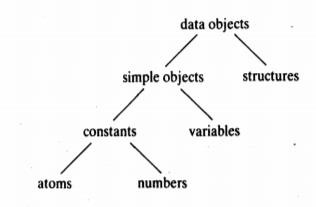 data objects
simple objects structures
constants variables
atoms numbers